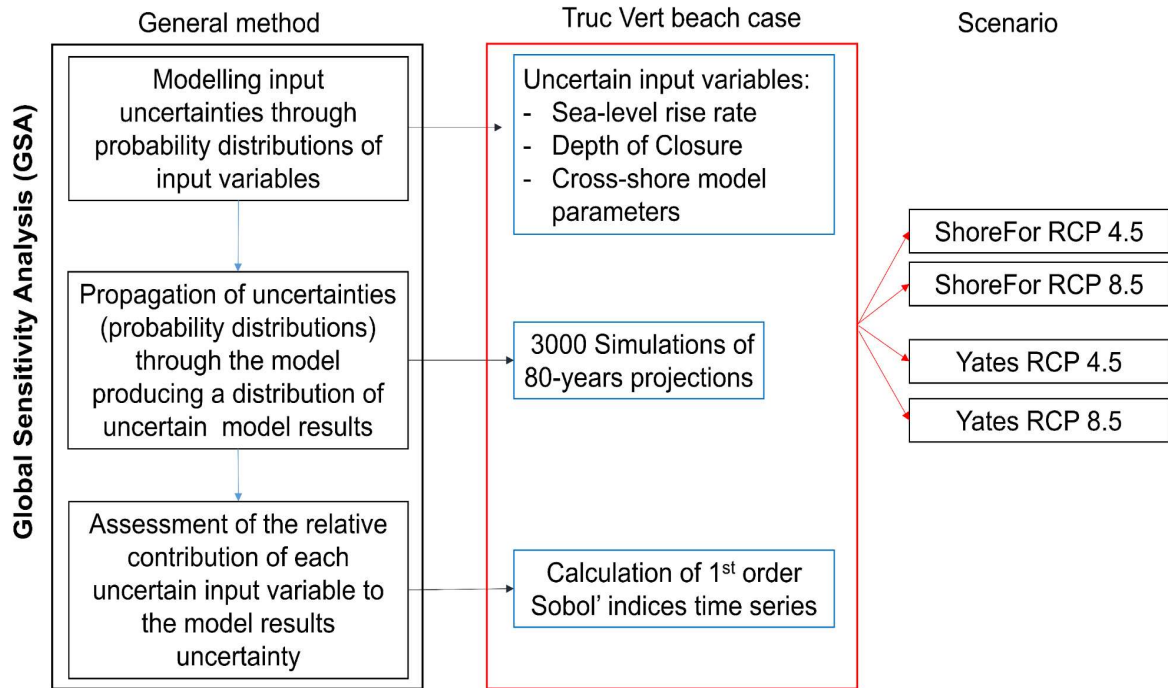 General method
Truc Vert beach case
Scenario
Global Sensitivity Analysis (GSA)
Modelling input
uncertainties through
probability distributions of
input variables
Uncertain input variables:
- Sea-level rise rate
- Depth of Closure
- Cross-shore model
parameters
Propagation of uncertainties
(probability distributions)
through the model
producing a distribution of
uncertain model results
3000 Simulations of
80-years projections
Assessment of the relative
contribution of each
uncertain input variable to
the model results
uncertainty
Calculation of 1st order
Sobol' indices time series
ShoreFor RCP 4.5
ShoreFor RCP 8.5
Yates RCP 4.5
Yates RCP 8.5